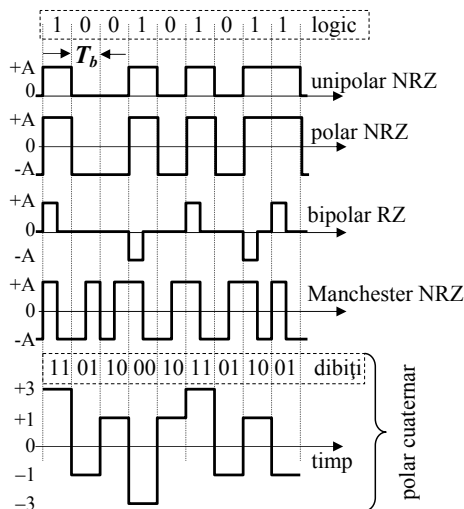 1 0 0 1 0 1 0 1 1 logic
T_b
+A
0
unipolar NRZ
+A
0
-A
polar NRZ
+A
0
-A
bipolar RZ
+A
0
-A
Manchester NRZ
11 01 10 00 10 11 01 10 01 dibiţi
+3
+1
0
−1
−3
timp
polar cuaternar